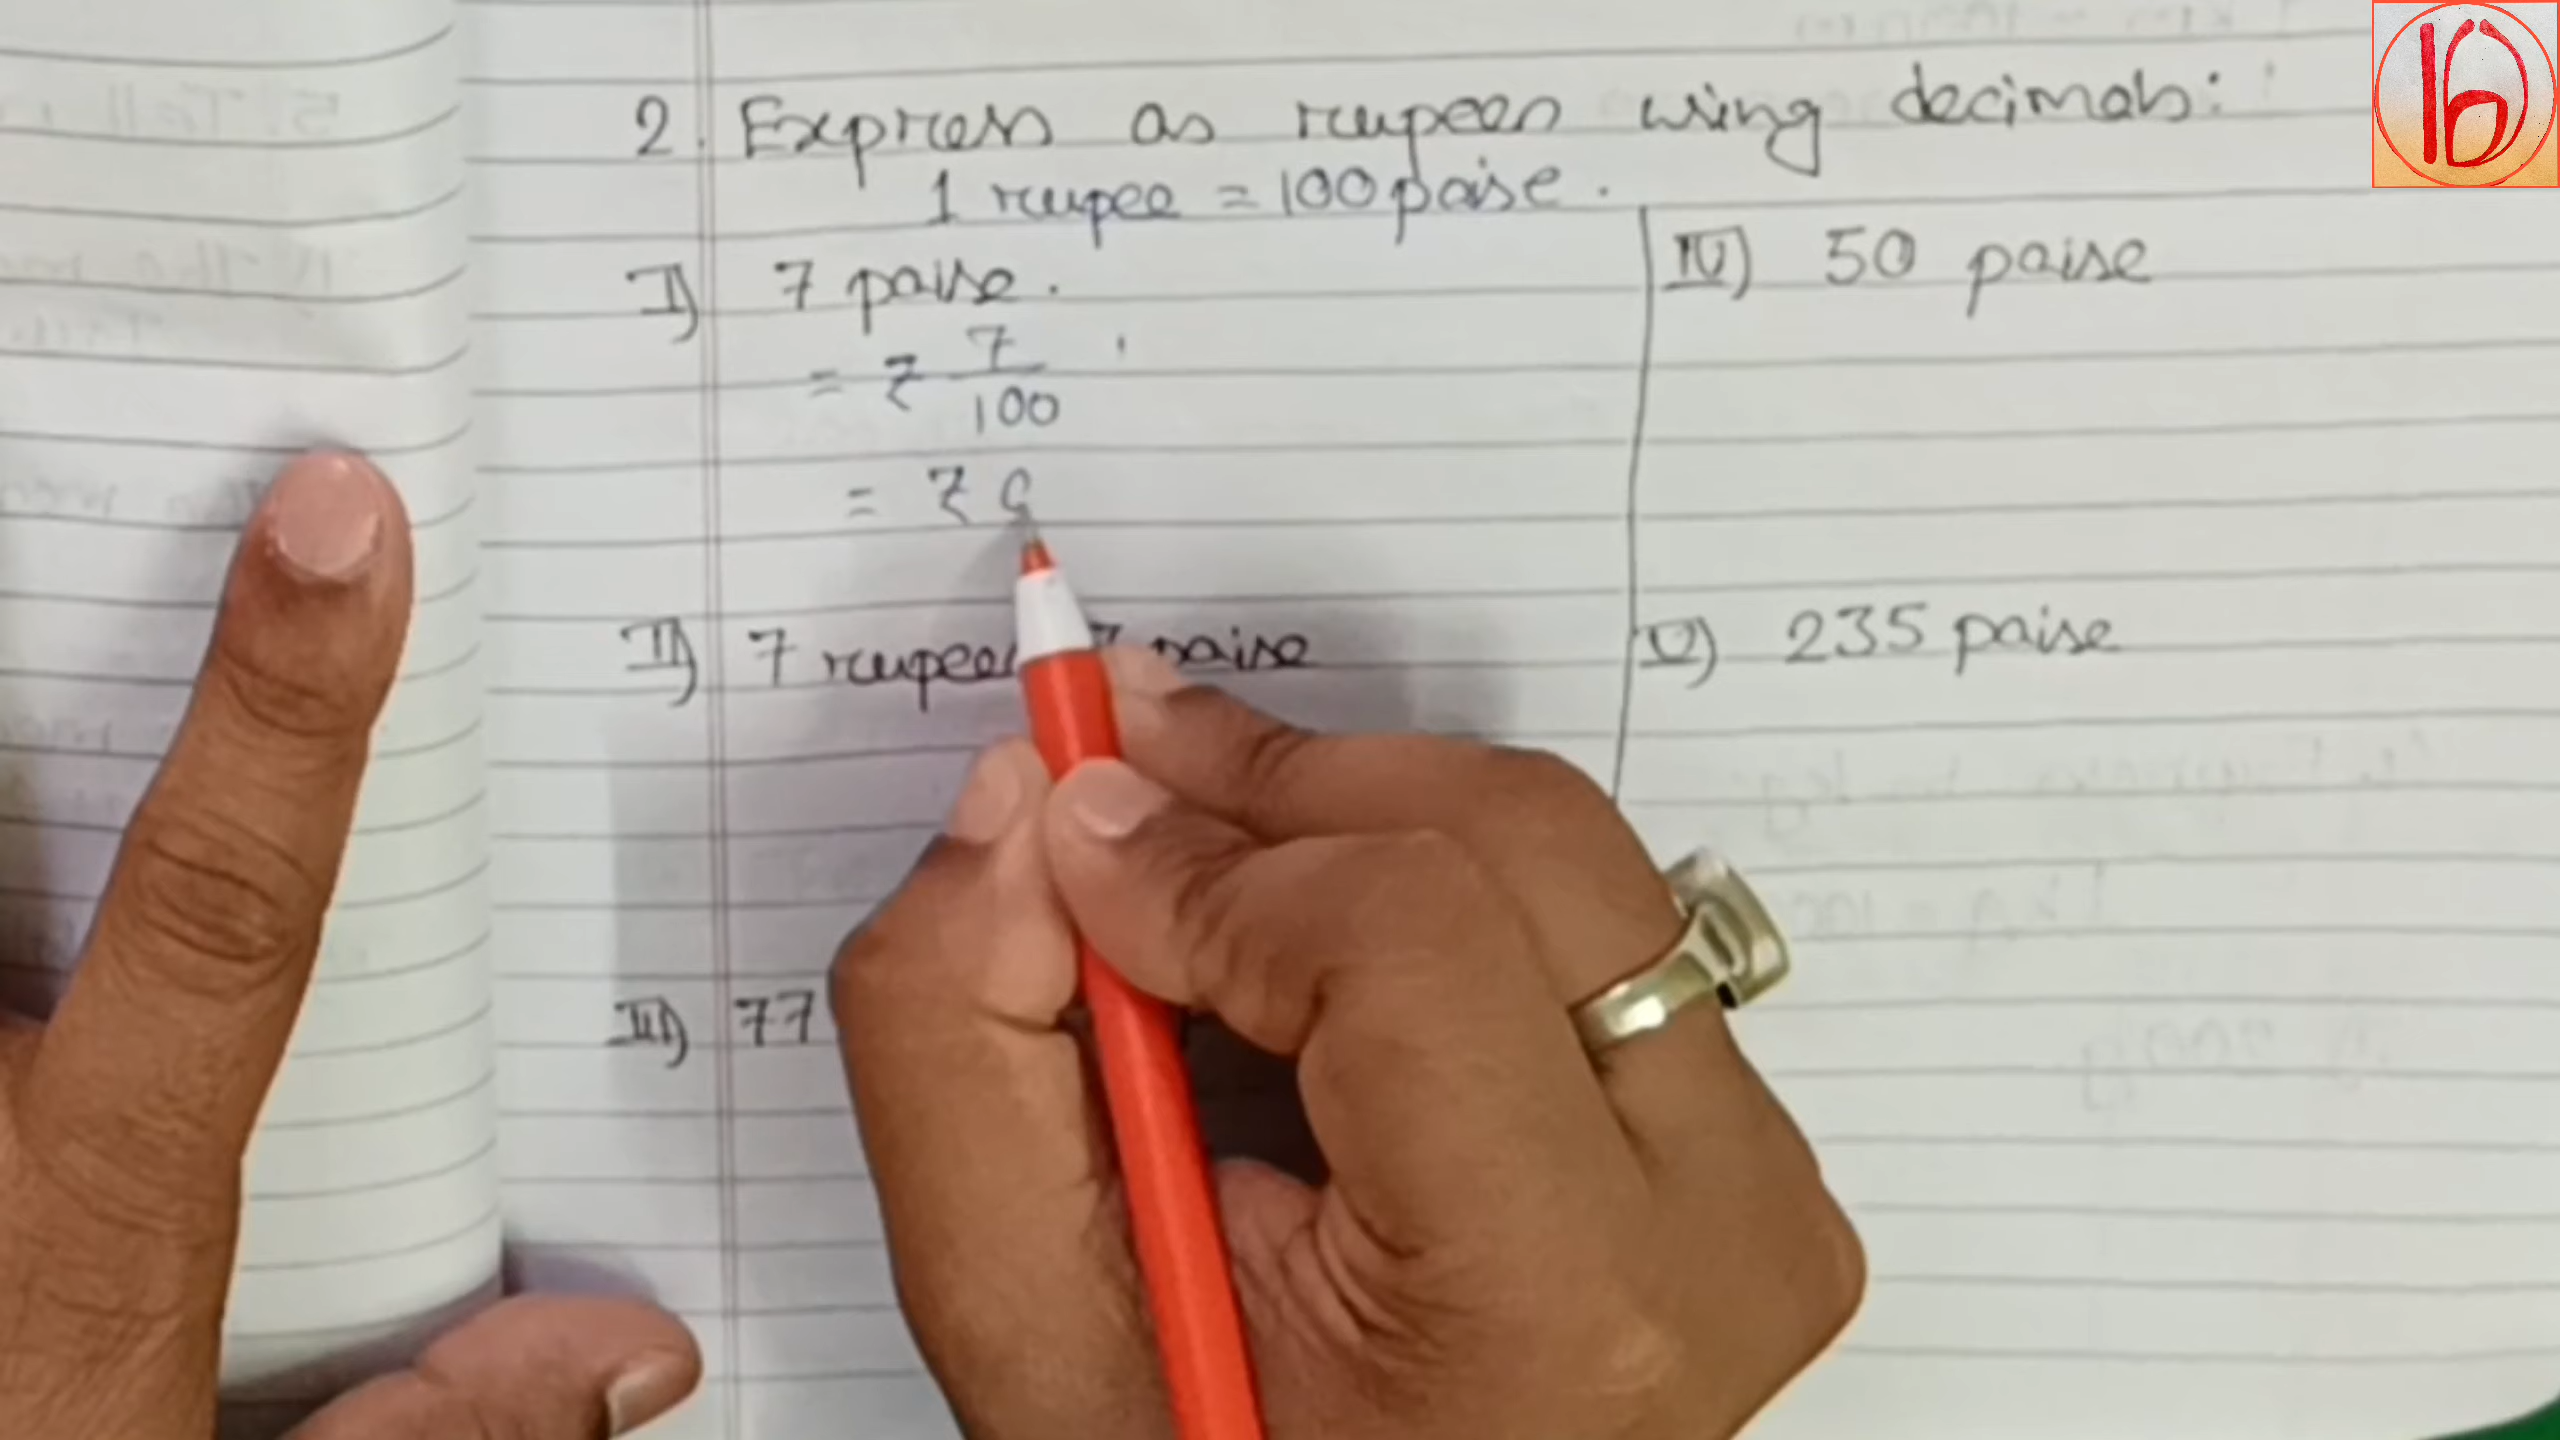 2. Express as rupees using decimals:
1 rupee = 100 paise.
I) 7 paise.
= ₹ 7/100
= ₹
II) 7 rupees 7 paise
III) 77
IV) 50 paise
V) 235 paise